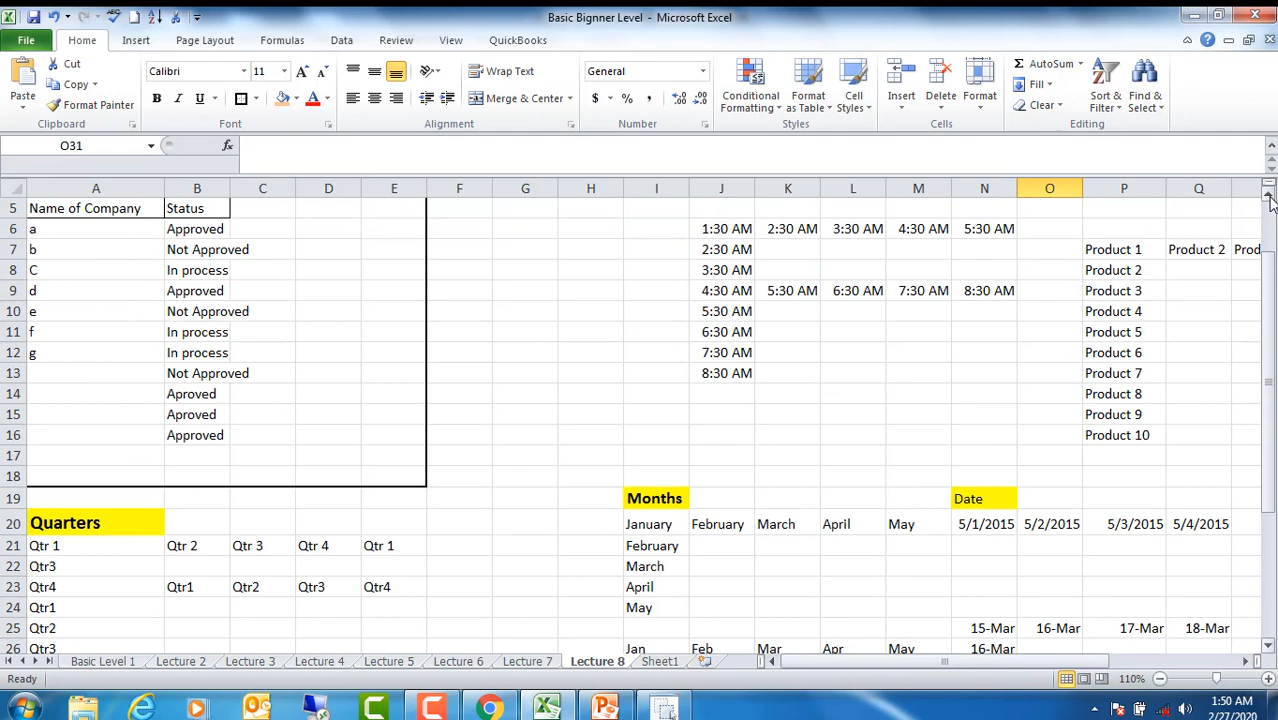 Basic Bignner Level - Microsoft Excel
File Home Insert Page Layout Formulas Data Review View QuickBooks
Paste Cut Copy Format Painter Clipboard
Calibri 11 B I U A Font
Wrap Text Merge & Center Alignment
General $ % , Number
Conditional Formatting Format as Table Cell Styles Styles
Insert Delete Format Cells
Σ AutoSum Fill Clear Sort & Filter Find & Select Editing
O31 fx
A B C D E F G H I J K L M N O P Q
5 Name of Company Status
6 a Approved 1:30 AM 2:30 AM 3:30 AM 4:30 AM 5:30 AM
7 b Not Approved 2:30 AM Product 1 Product 2 Prod
8 C In process 3:30 AM Product 2
9 d Approved 4:30 AM 5:30 AM 6:30 AM 7:30 AM 8:30 AM Product 3
10 e Not Approved 5:30 AM Product 4
11 f In process 6:30 AM Product 5
12 g In process 7:30 AM Product 6
13 Not Approved 8:30 AM Product 7
14 Aproved Product 8
15 Aproved Product 9
16 Approved Product 10
17
18
19 Months Date
20 Quarters January February March April May 5/1/2015 5/2/2015 5/3/2015 5/4/2015
21 Qtr 1 Qtr 2 Qtr 3 Qtr 4 Qtr 1 February
22 Qtr3 March
23 Qtr4 Qtr1 Qtr2 Qtr3 Qtr4 April
24 Qtr1 May
25 Qtr2 15-Mar 16-Mar 17-Mar 18-Mar
26 Qtr3 Jan Feb Mar Apr May 16-Mar
Basic Level 1 Lecture 2 Lecture 3 Lecture 4 Lecture 5 Lecture 6 Lecture 7 Lecture 8 Sheet1
Ready 110%
1:50 AM
2/27/2020